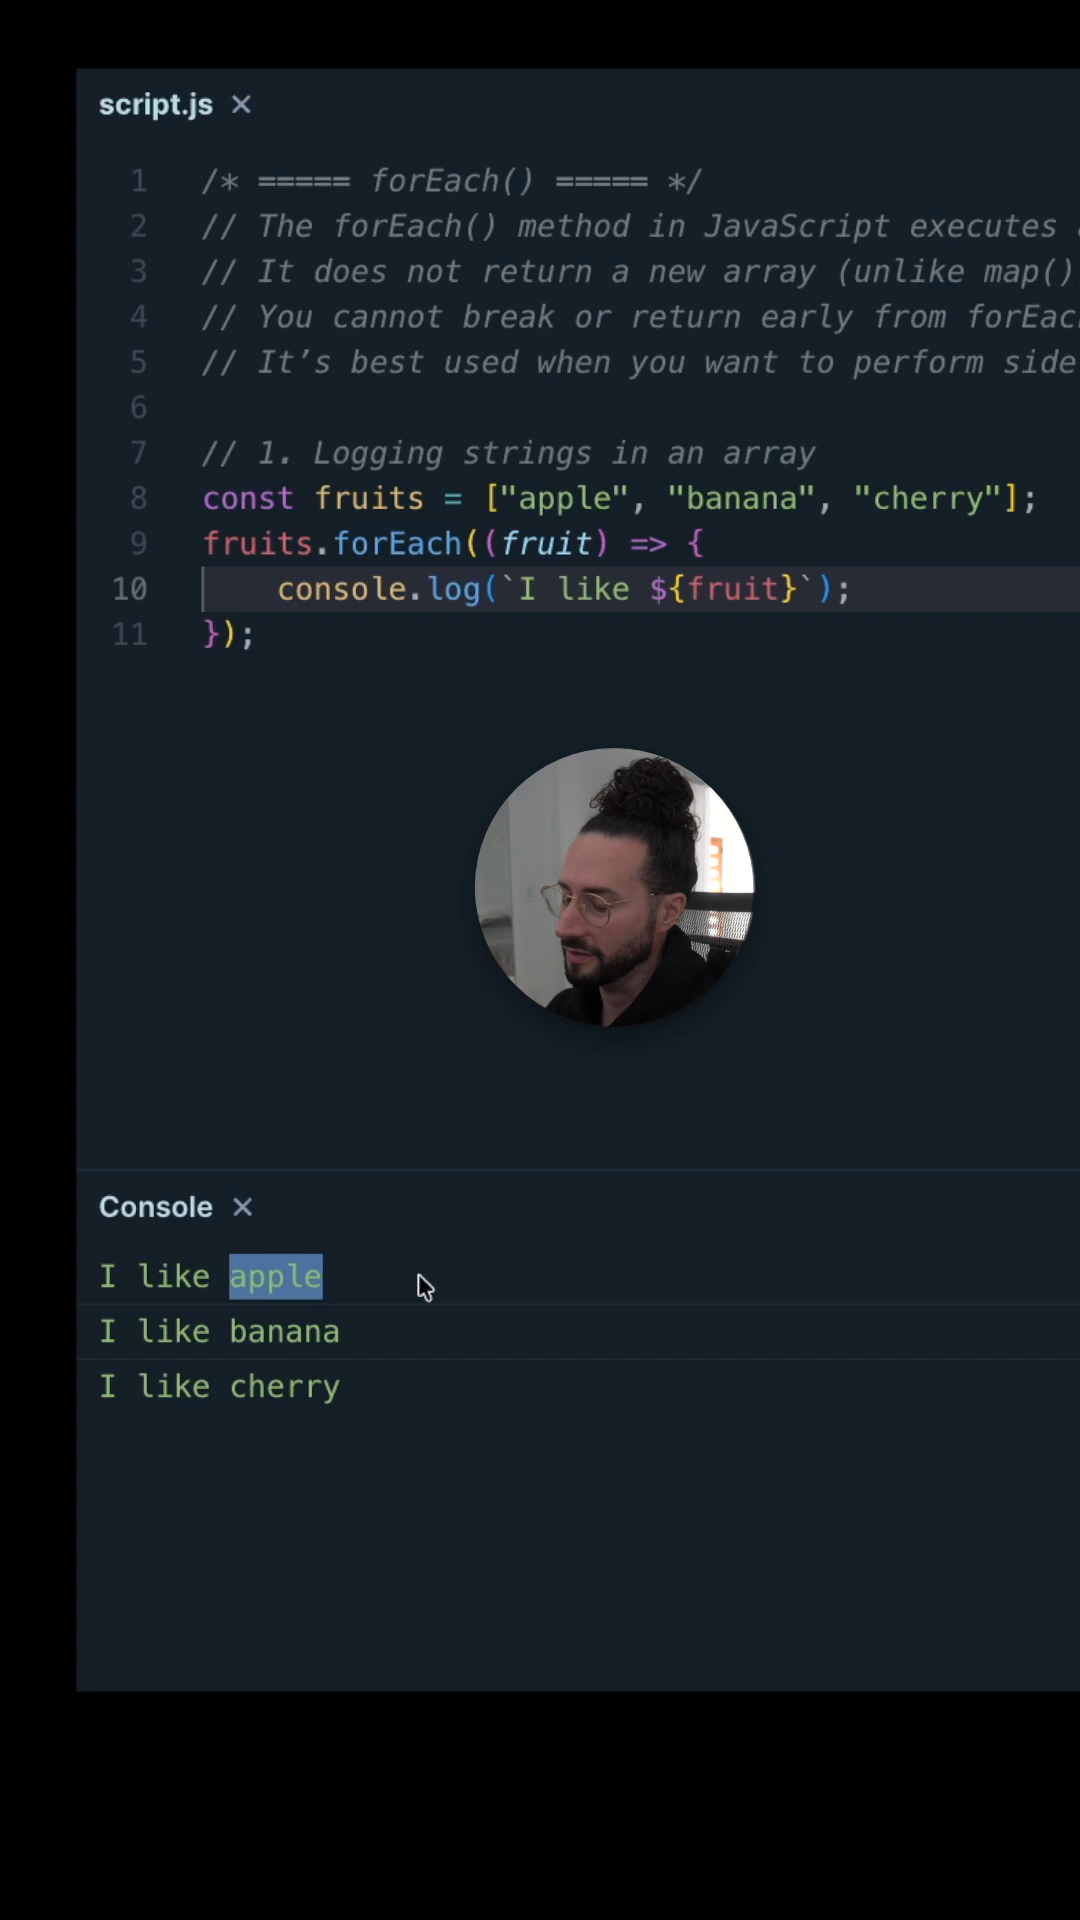 script.js ×
1 /* ===== forEach() ===== */
2 // The forEach() method in JavaScript executes
3 // It does not return a new array (unlike map()
4 // You cannot break or return early from
5 // It’s best used when you want to perform side
6
7 // 1. Logging strings in an array
8 const fruits = ["apple", "banana", "cherry"];
9 fruits.forEach((fruit) => {
10 console.log(`I like ${fruit}`);
11 });
Console ×
I like apple
I like banana
I like cherry